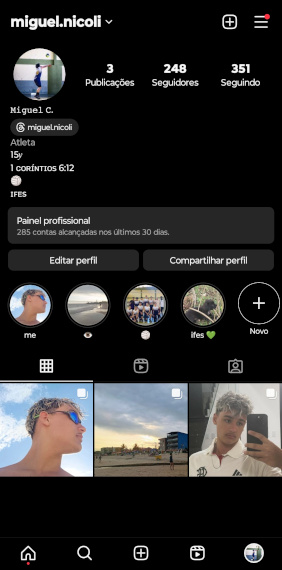 miguel.nicoli
3 248 351
Publicações Seguidores Seguindo
Miguel C.
miguel.nicoli
Atleta
15y
1 CORÍNTIOS 6:12
🏐
IFES
Painel profissional
285 contas alcançadas nos últimos 30 dias.
Editar perfil Compartilhar perfil
me 👁️ 🏐 ifes 💚 Novo